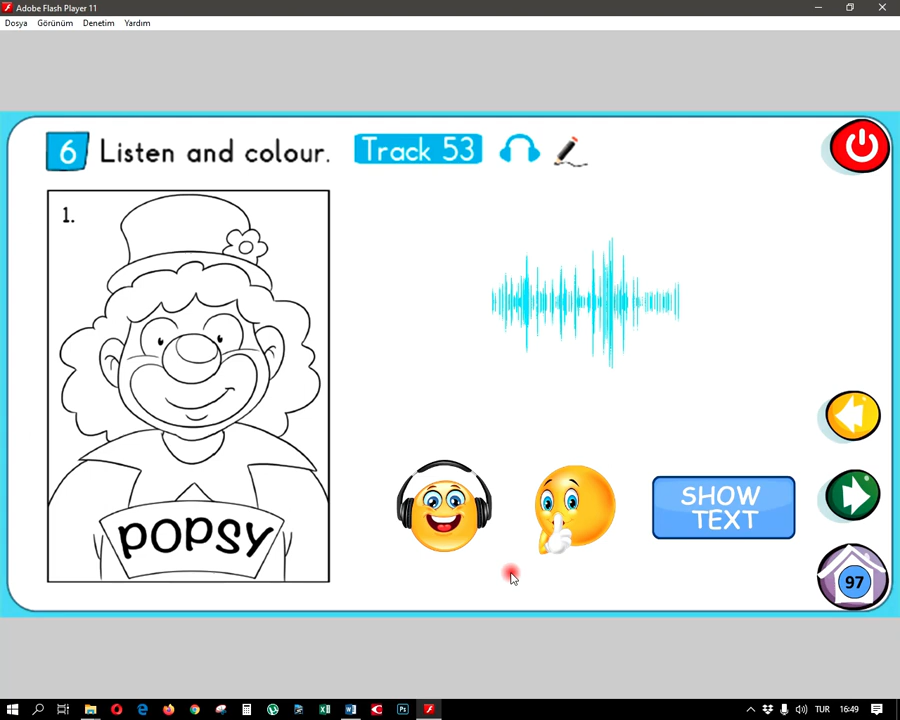 Adobe Flash Player 11
Dosya Görünüm Denetim Yardım
6 Listen and colour. Track 53
1.
POPSY
SHOW
TEXT
97
TUR 16:49